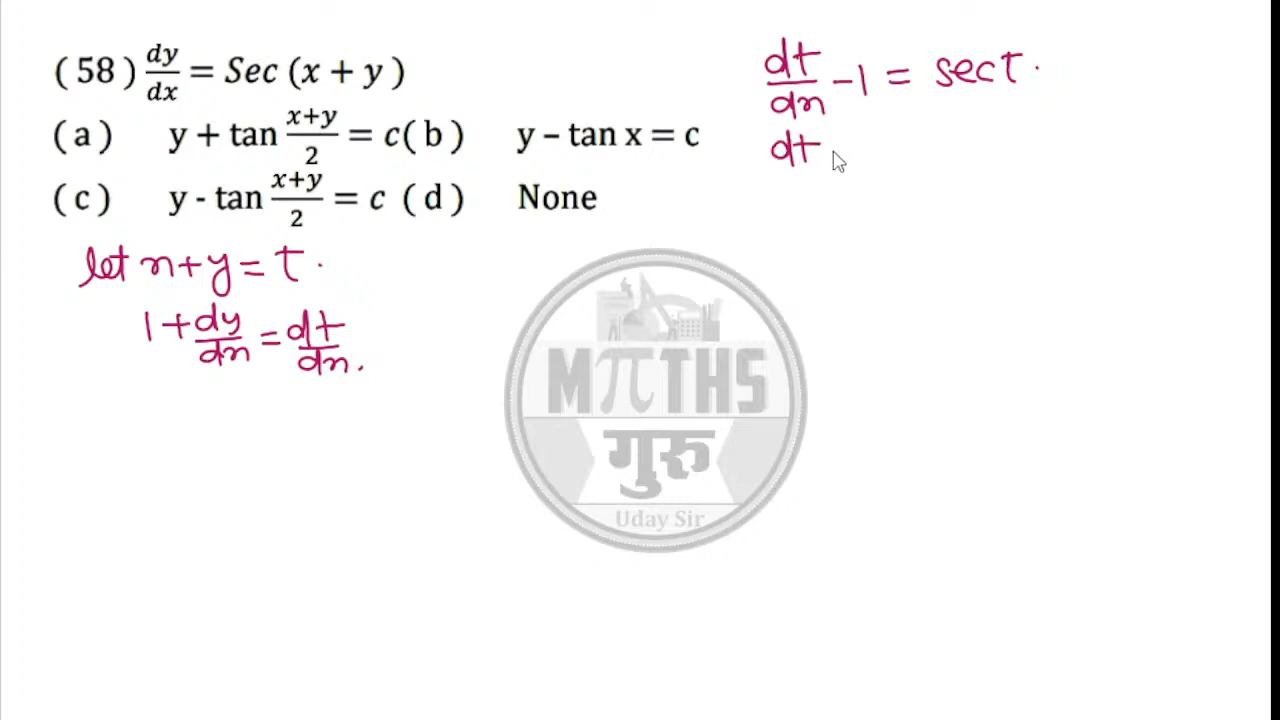 (58) dy/dx = Sec (x + y)
(a) y + tan x+y/2 = c(b) y – tan x = c
(c) y - tan x+y/2 = c (d) None
let x+y = t.
1 + dy/dx = dt/dx.
dt/dx - 1 = sect.
dt
MπTHS
गुरु
Uday Sir